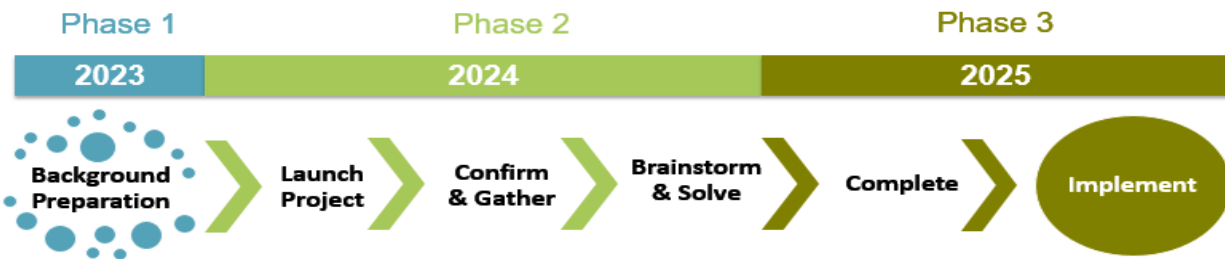 Phase 1
Phase 2
Phase 3
2023
2024
2025
Background
Preparation
Launch
Project
Confirm
& Gather
Brainstorm
& Solve
Complete
Implement